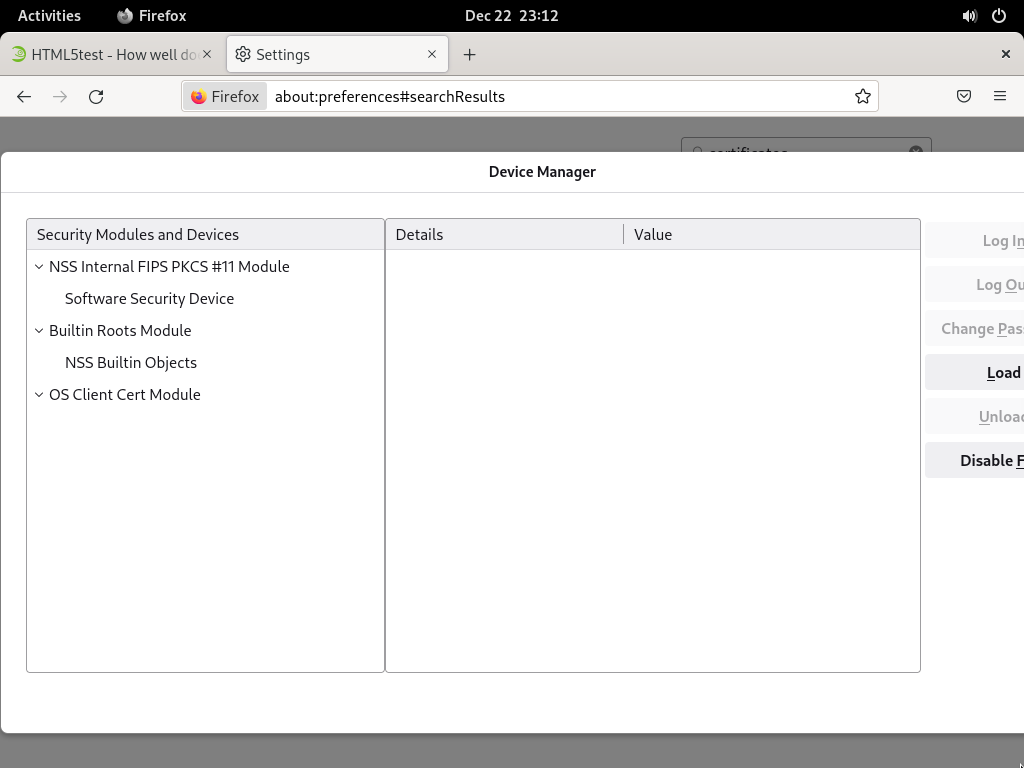 Activities Firefox Dec 22 23:12
HTML5test - How well do Settings
Firefox about:preferences#searchResults
certificates
Device Manager
Security Modules and Devices Details Value
NSS Internal FIPS PKCS #11 Module
Software Security Device
Builtin Roots Module
NSS Builtin Objects
OS Client Cert Module
Log In
Log Ou
Change Pas
Load
Unload
Disable F